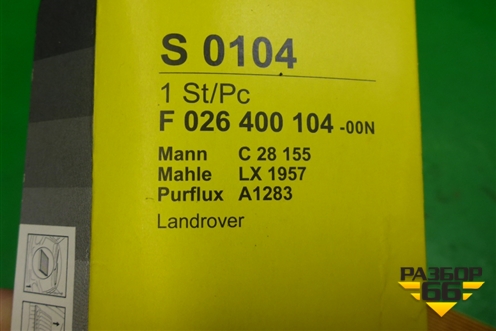 S 0104
1 St/Pc
F 026 400 104 -00N
Mann C 28 155
Mahle LX 1957
Purflux A1283
Landrover
РАЗБОР
66